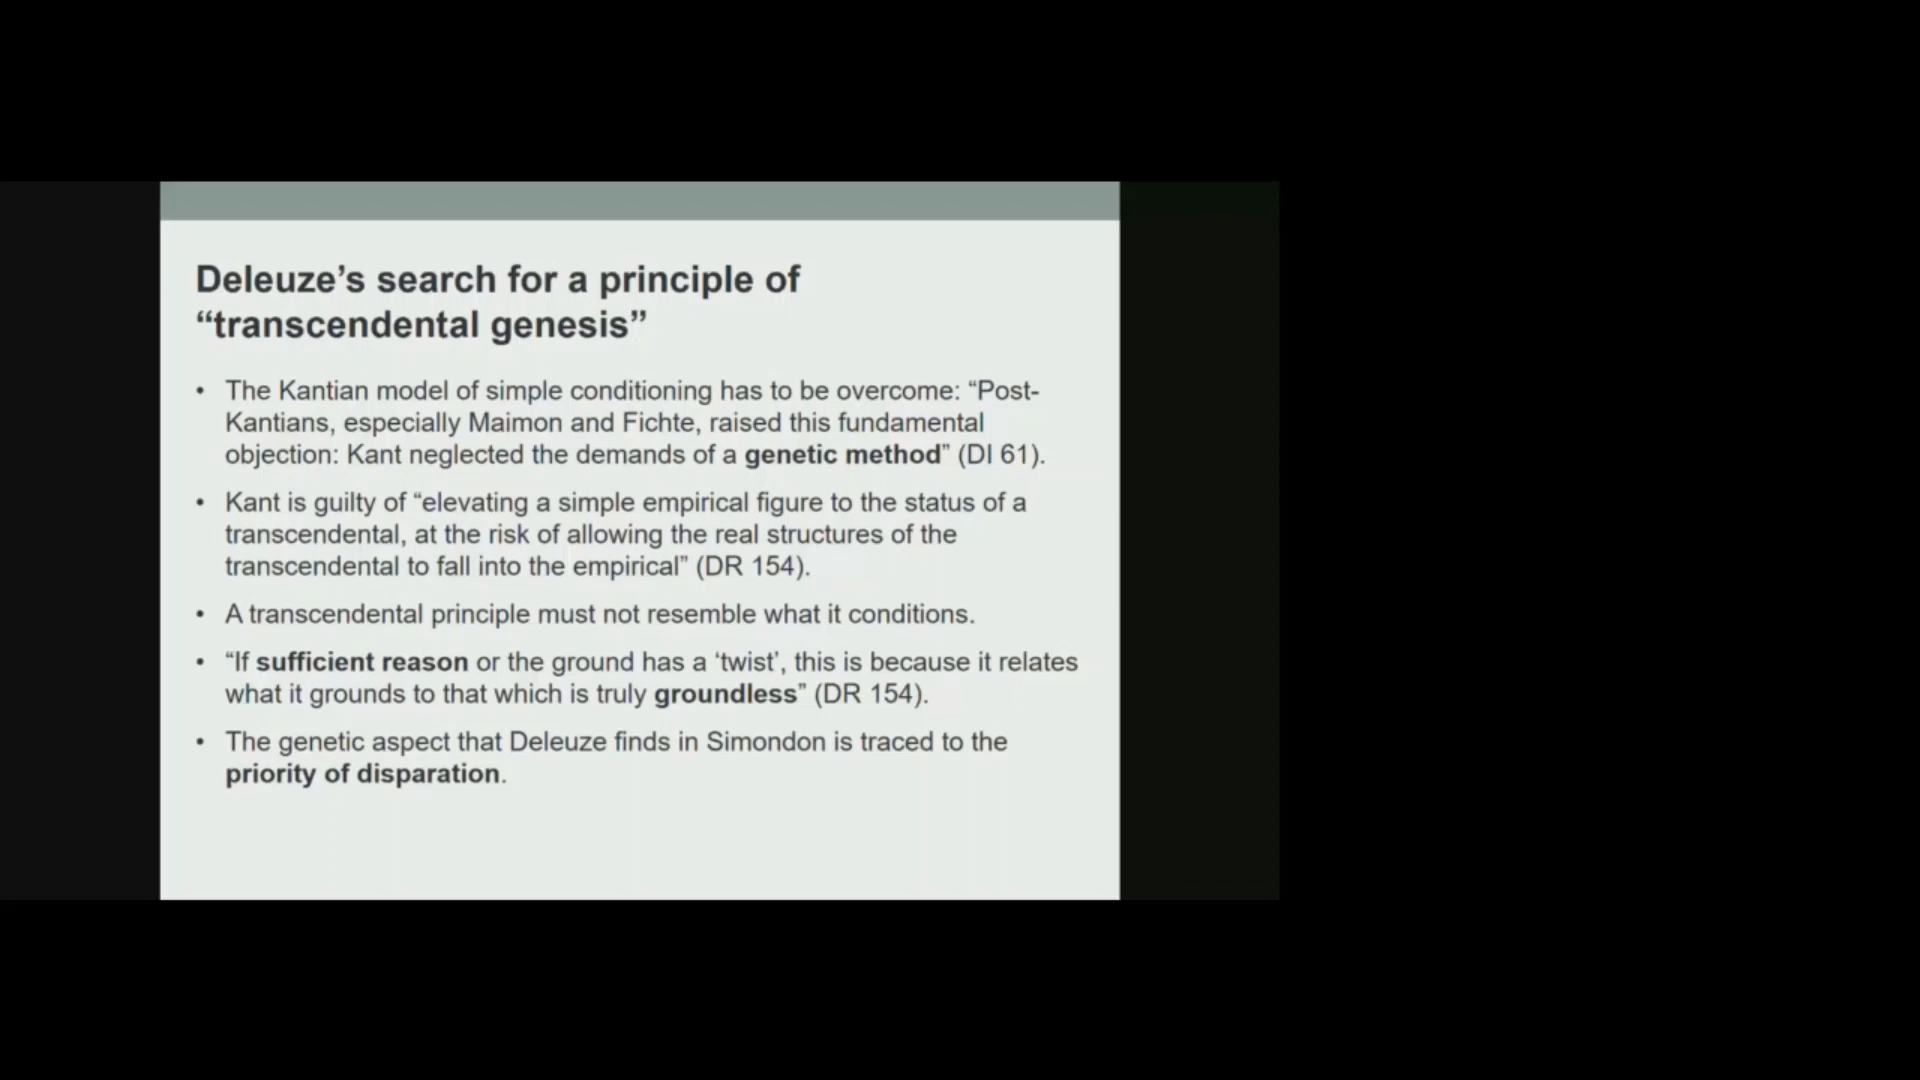 Deleuze’s search for a principle of
“transcendental genesis”
• The Kantian model of simple conditioning has to be overcome: “Post-
Kantians, especially Maimon and Fichte, raised this fundamental
objection: Kant neglected the demands of a genetic method” (DI 61).
• Kant is guilty of “elevating a simple empirical figure to the status of a
transcendental, at the risk of allowing the real structures of the
transcendental to fall into the empirical” (DR 154).
• A transcendental principle must not resemble what it conditions.
• “If sufficient reason or the ground has a ‘twist’, this is because it relates
what it grounds to that which is truly groundless” (DR 154).
• The genetic aspect that Deleuze finds in Simondon is traced to the
priority of disparation.